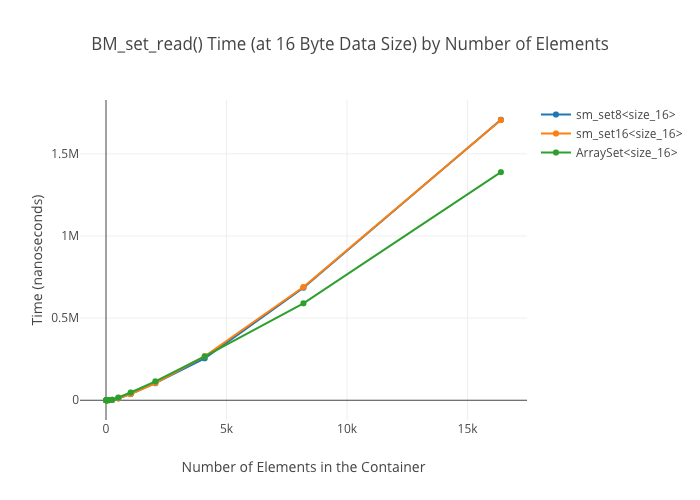 BM_set_read() Time (at 16 Byte Data Size) by Number of Elements
sm_set8<size_16>
sm_set16<size_16>
ArraySet<size_16>
Time (nanoseconds)
1.5M
1M
0.5M
0
0
5k
10k
15k
Number of Elements in the Container